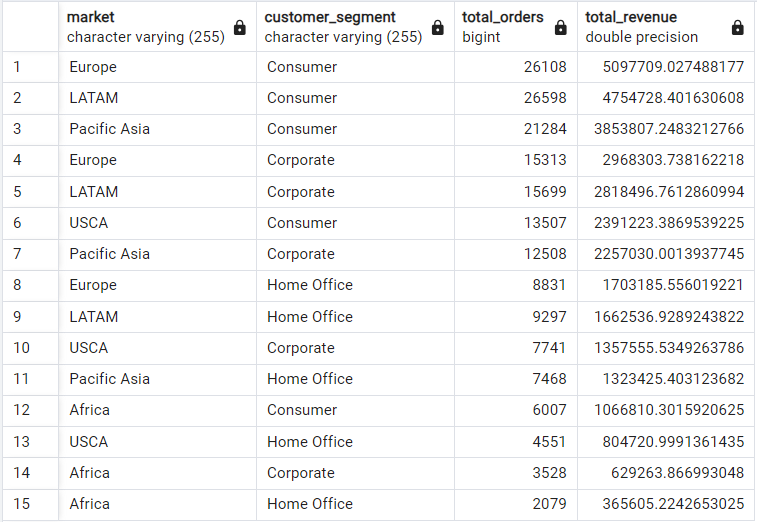 market customer_segment total_orders total_revenue
character varying (255) character varying (255) bigint double precision
1 Europe Consumer 26108 5097709.027488177
2 LATAM Consumer 26598 4754728.401630608
3 Pacific Asia Consumer 21284 3853807.2483212766
4 Europe Corporate 15313 2968303.738162218
5 LATAM Corporate 15699 2818496.7612860994
6 USCA Consumer 13507 2391223.3869539225
7 Pacific Asia Corporate 12508 2257030.0013937745
8 Europe Home Office 8831 1703185.556019221
9 LATAM Home Office 9297 1662536.9289243822
10 USCA Corporate 7741 1357555.5349263786
11 Pacific Asia Home Office 7468 1323425.403123682
12 Africa Consumer 6007 1066810.3015920625
13 USCA Home Office 4551 804720.9991361435
14 Africa Corporate 3528 629263.866993048
15 Africa Home Office 2079 365605.2242653025